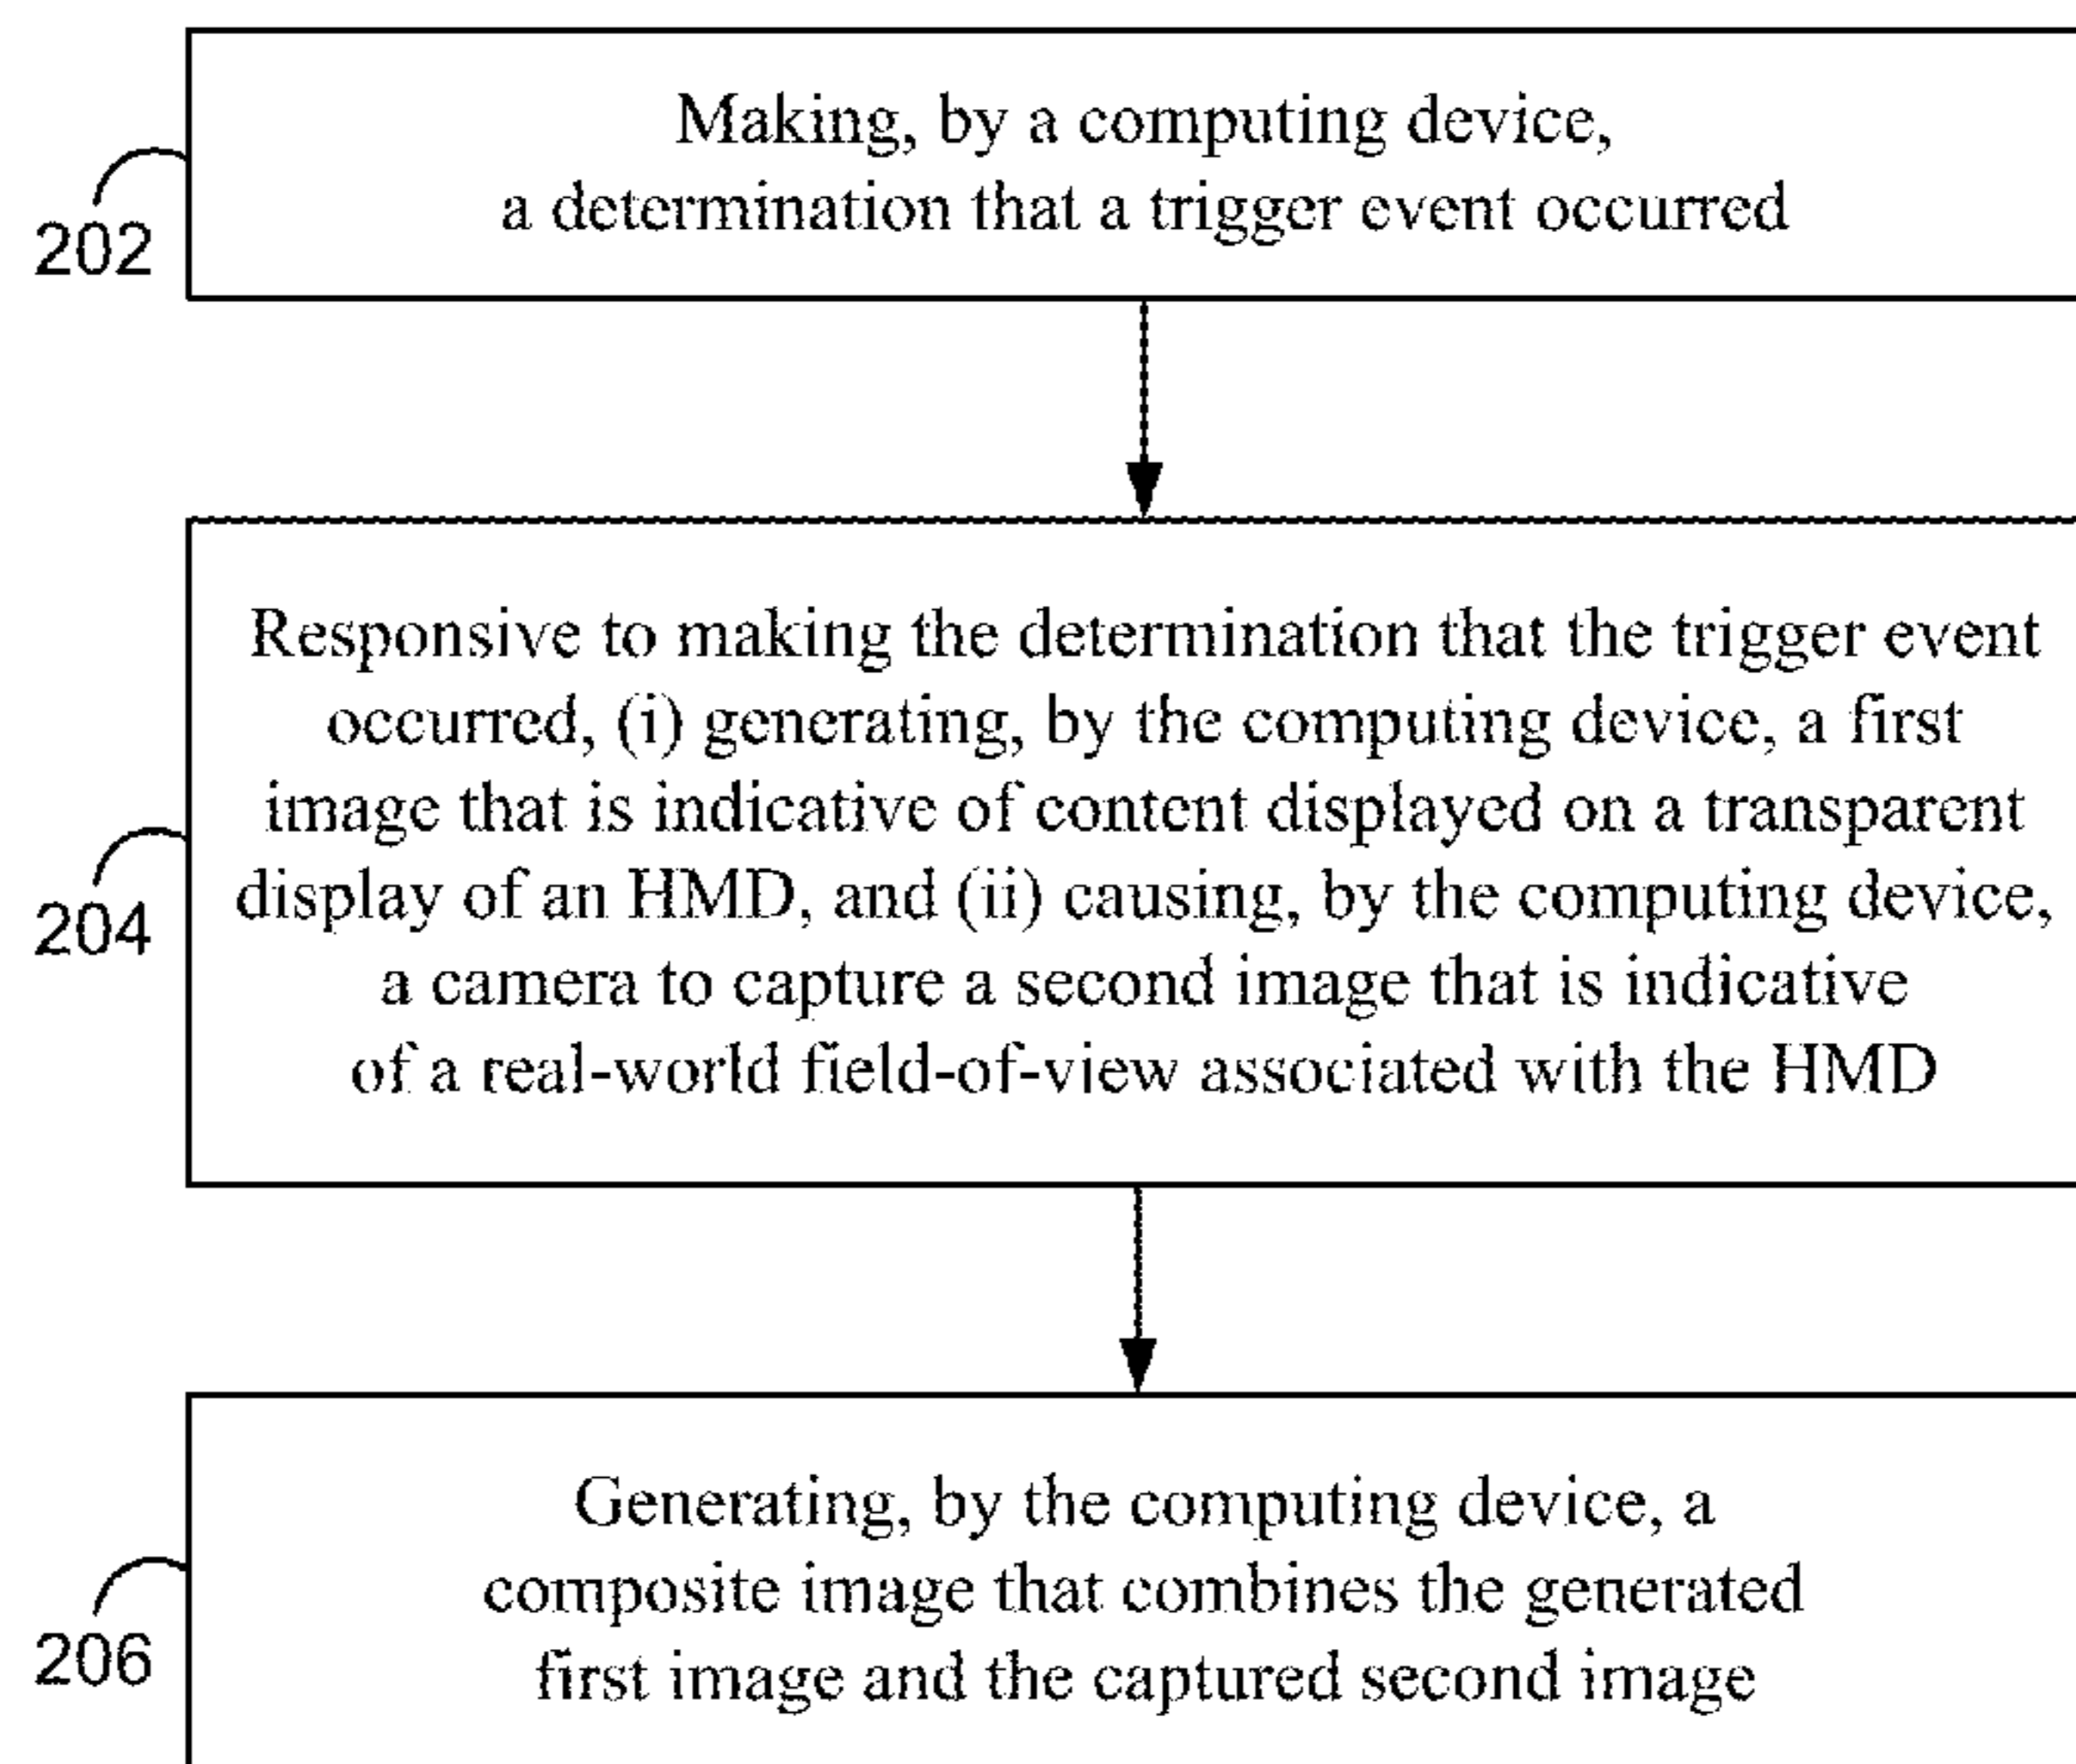 Making, by a computing device,
a determination that a trigger event occurred
202
Responsive to making the determination that the trigger event
occurred, (i) generating, by the computing device, a first
image that is indicative of content displayed on a transparent
display of an HMD, and (ii) causing, by the computing device,
a camera to capture a second image that is indicative
of a real-world field-of-view associated with the HMD
204
Generating, by the computing device, a
composite image that combines the generated
first image and the captured second image
206